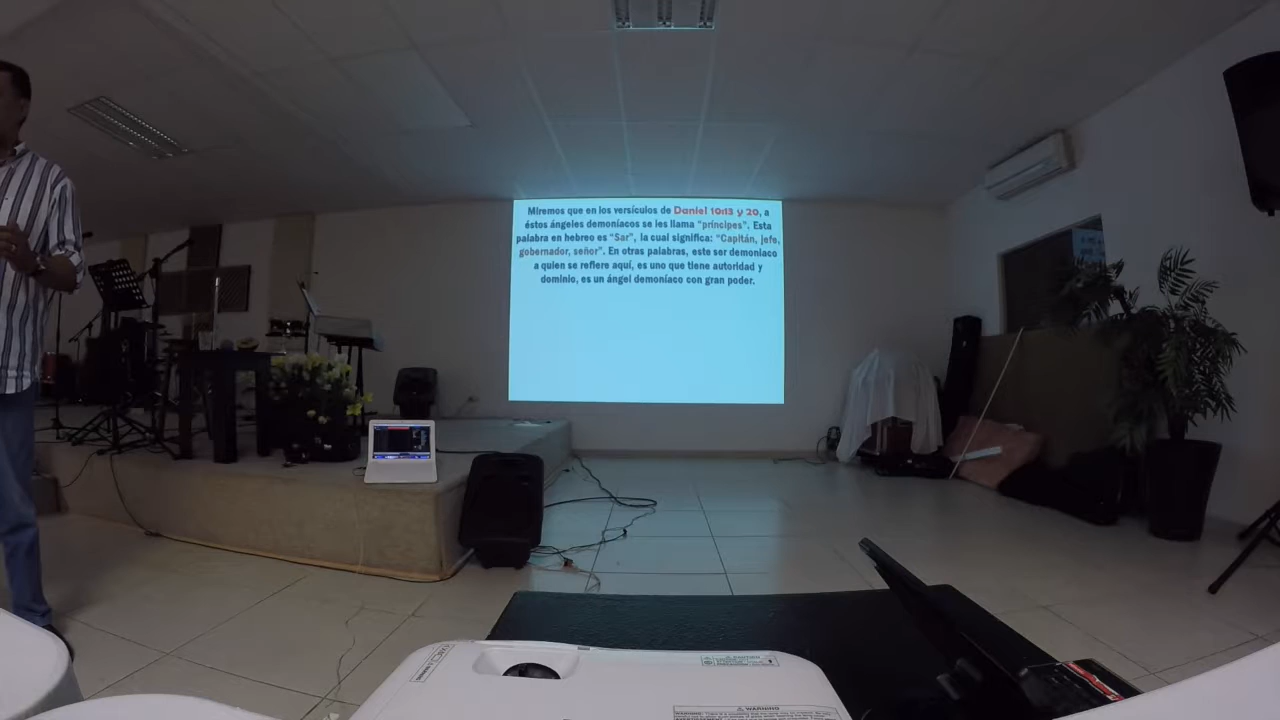 Miremos que en los versículos de Daniel 10:13 y 20, a
éstos ángeles demoníacos se les llama "príncipes". Esta
palabra en hebreo es "Sar", la cual significa: "Capitán, jefe,
gobernador, señor". En otras palabras, este ser demoníaco
a quien se refiere aquí, es uno que tiene autoridad y
dominio, es un ángel demoníaco con gran poder.
WARNING